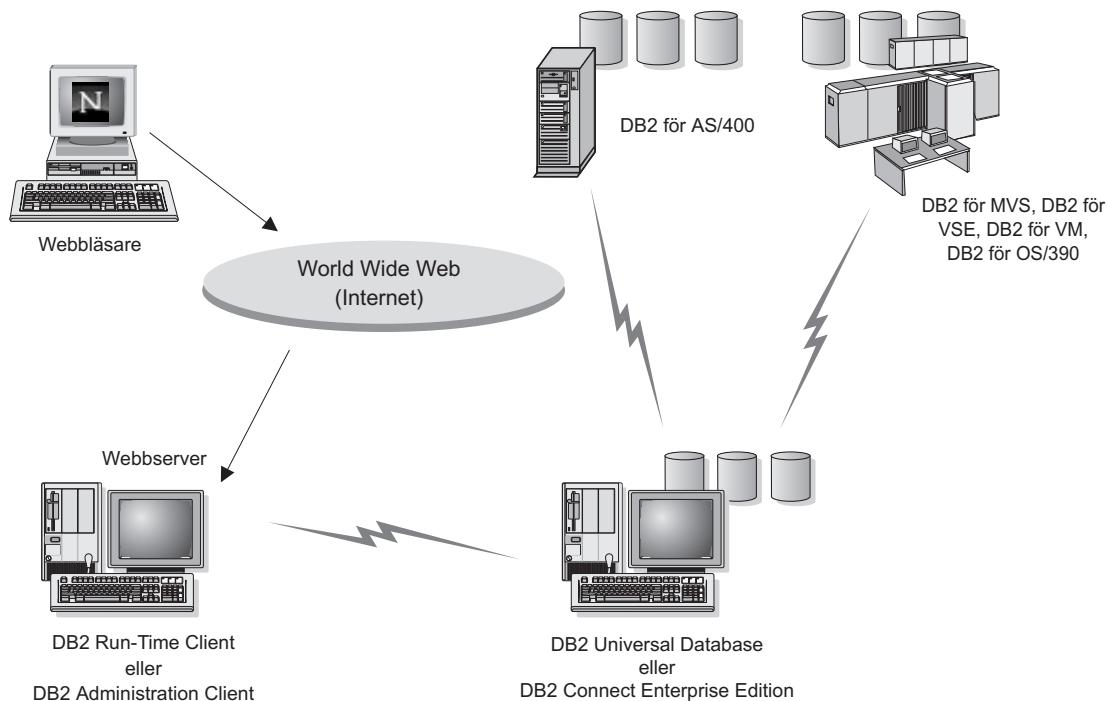 N
DB2 för AS/400
DB2 för MVS, DB2 för
VSE, DB2 för VM,
DB2 för OS/390
Webbläsare
World Wide Web
(Internet)
Webbserver
DB2 Run-Time Client
eller
DB2 Administration Client
DB2 Universal Database
eller
DB2 Connect Enterprise Edition